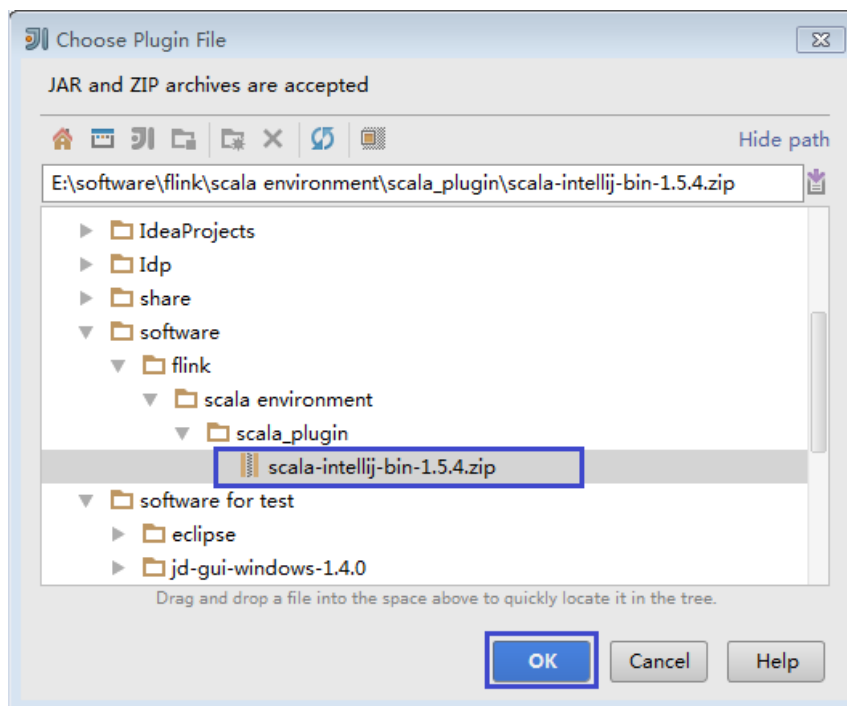 Choose Plugin File
JAR and ZIP archives are accepted
Hide path
E:\software\flink\scala environment\scala_plugin\scala-intellij-bin-1.5.4.zip
IdeaProjects
Idp
share
software
flink
scala environment
scala_plugin
scala-intellij-bin-1.5.4.zip
software for test
eclipse
jd-gui-windows-1.4.0
Drag and drop a file into the space above to quickly locate it in the tree.
OK Cancel Help